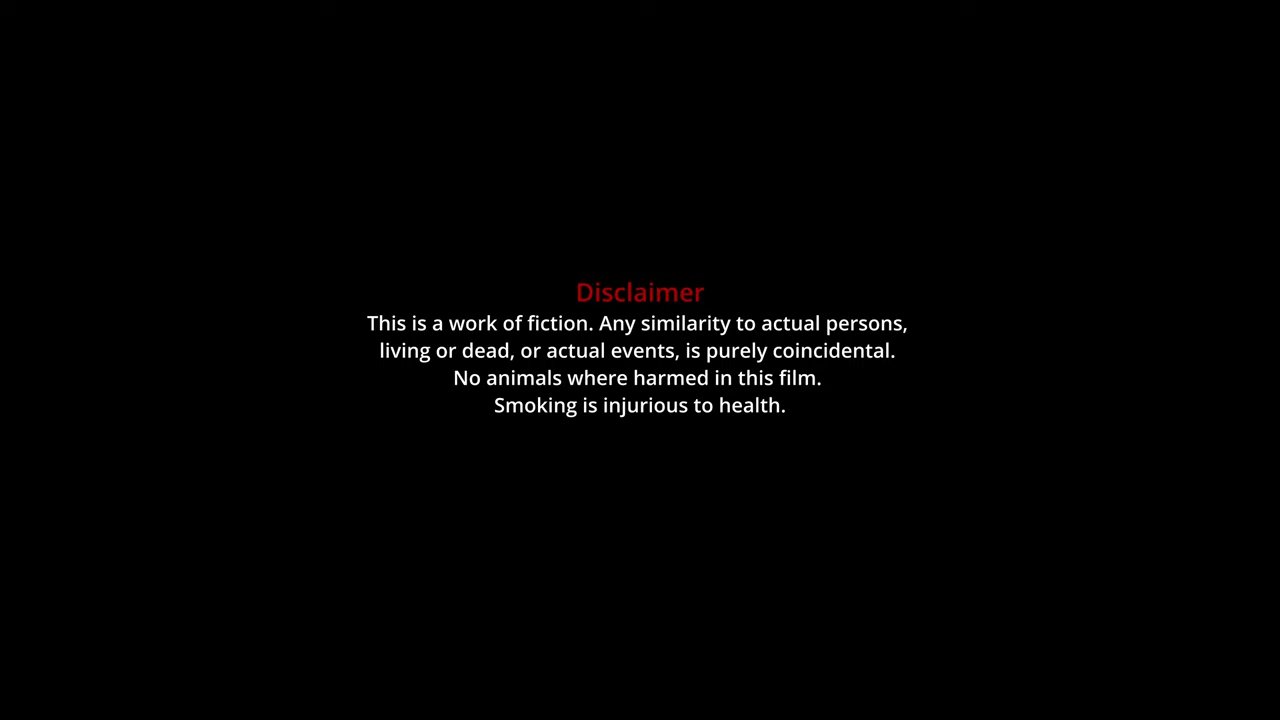 Disclaimer
This is a work of fiction. Any similarity to actual persons,
living or dead, or actual events, is purely coincidental.
No animals where harmed in this film.
Smoking is injurious to health.